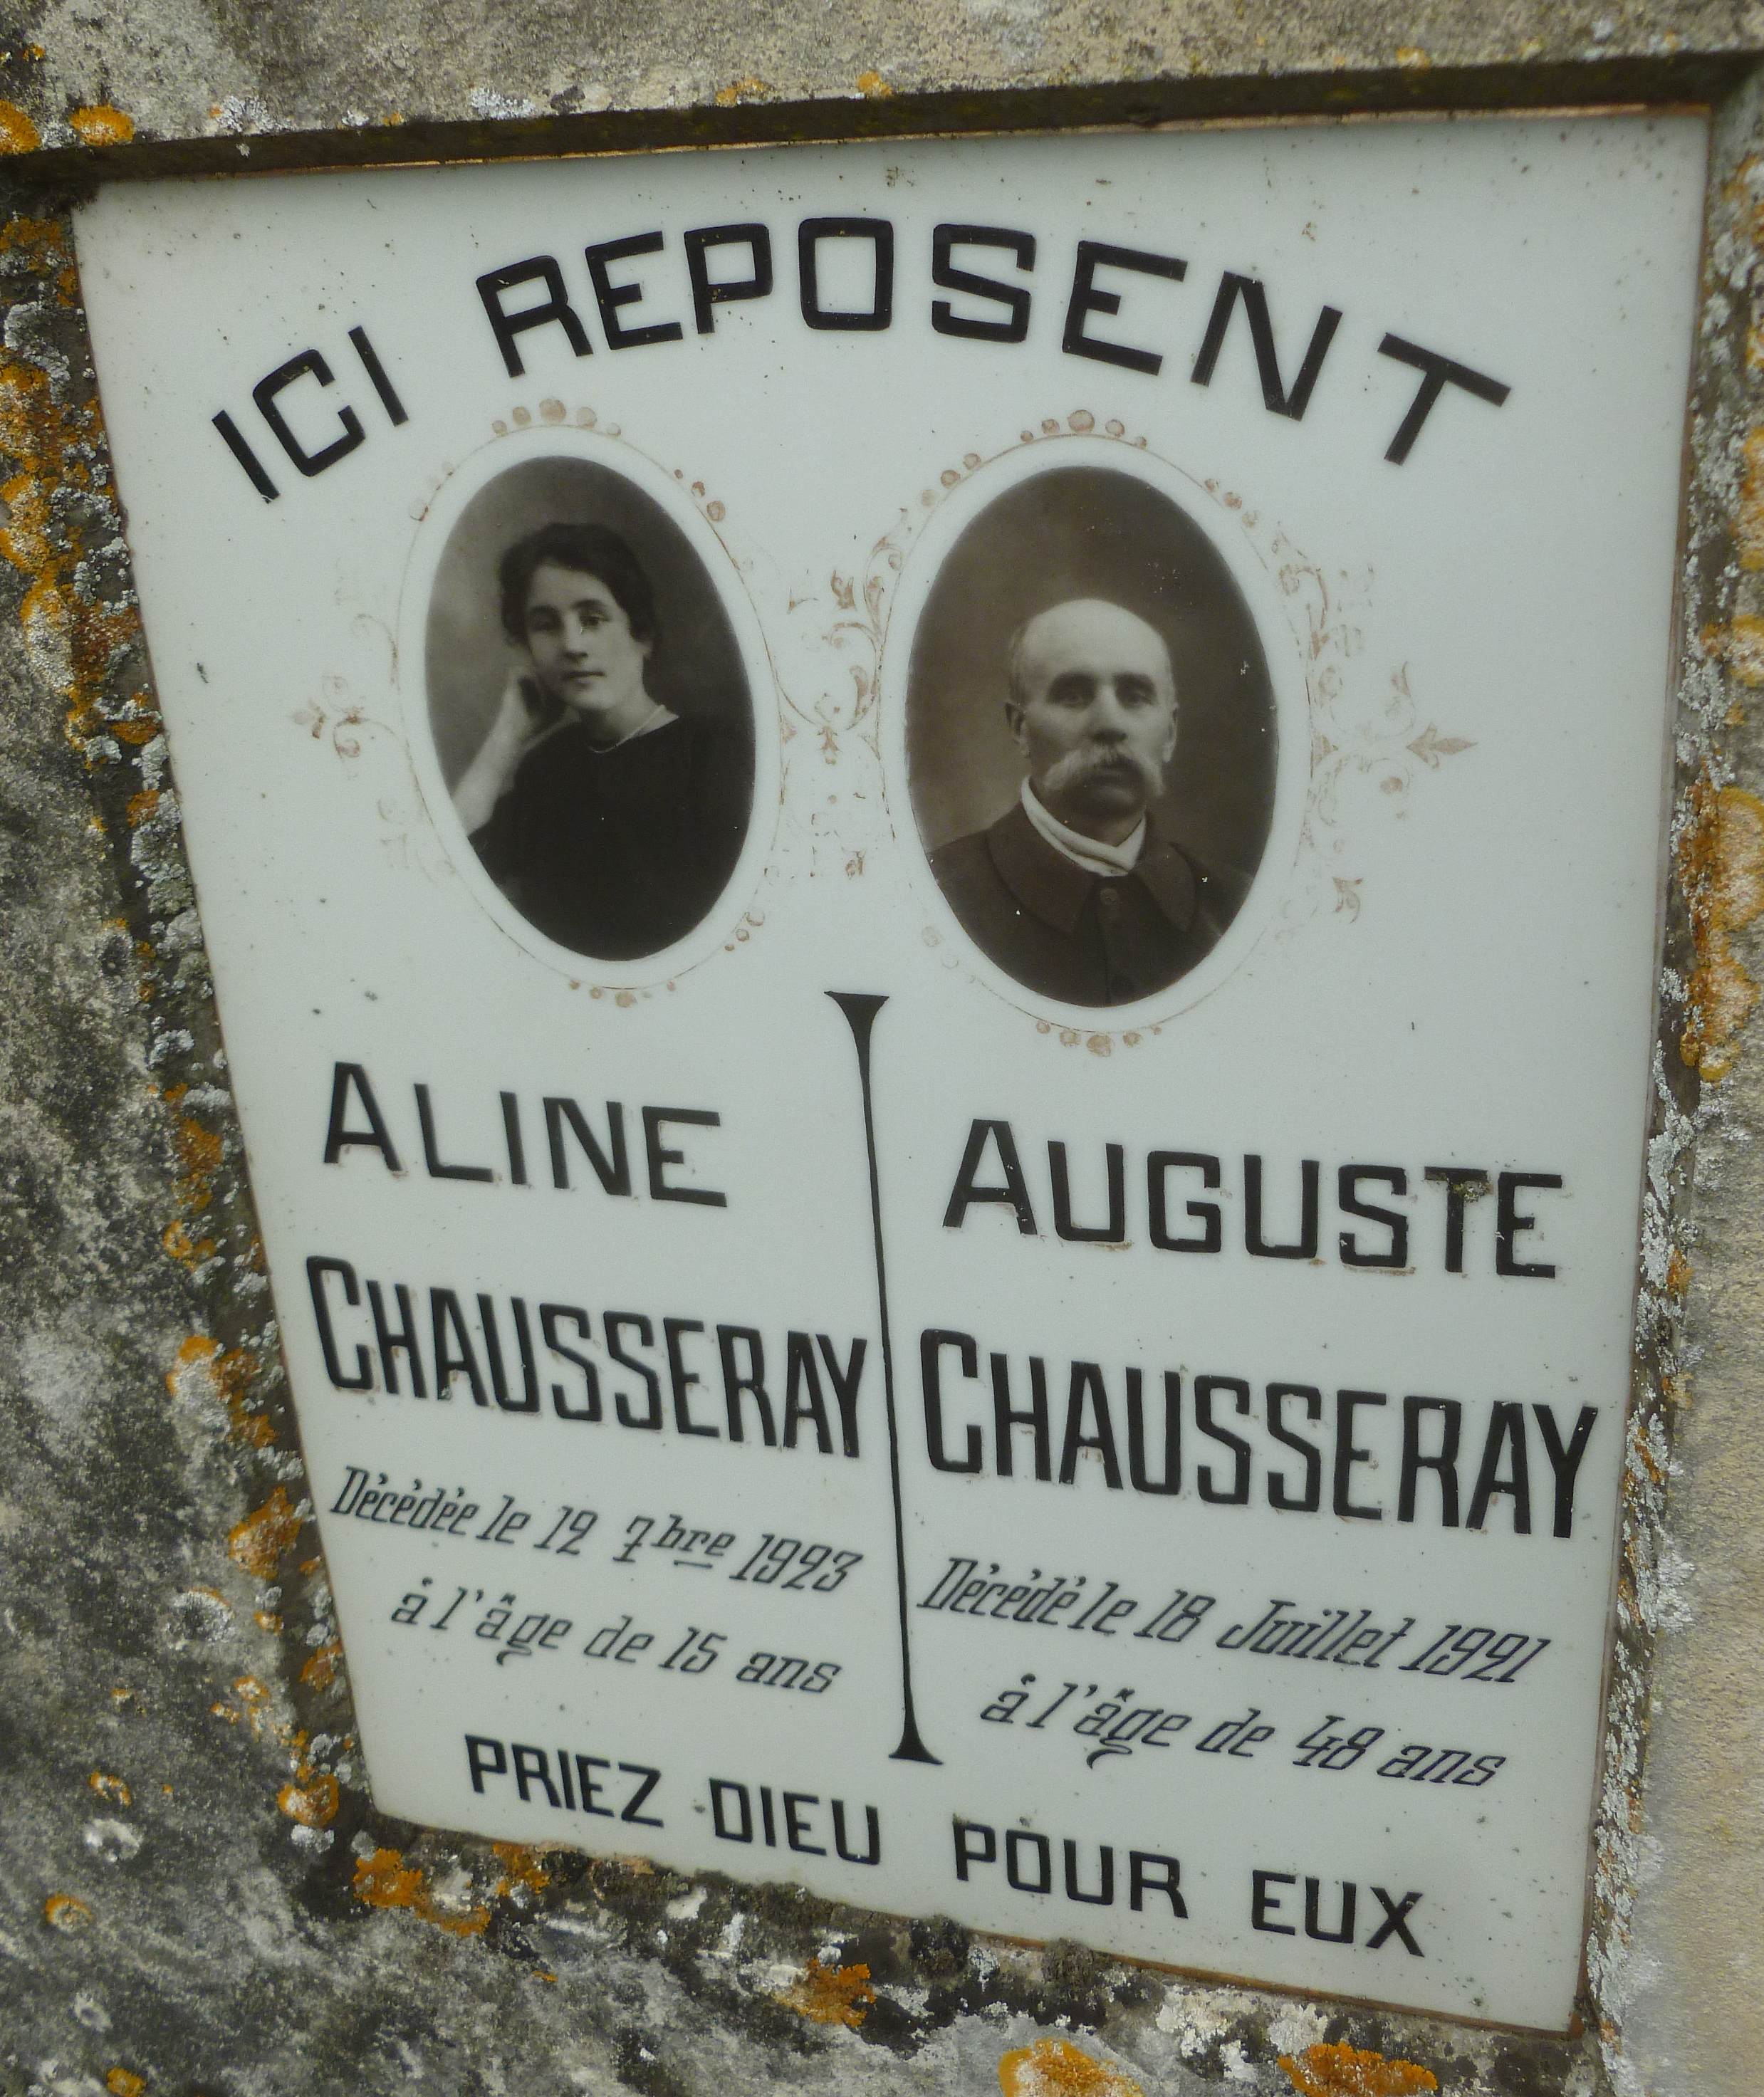 ICI REPOSENT
ALINE
CHAUSSERAY
Décédée le 12 7bre 1923
à l'âge de 15 ans
AUGUSTE
CHAUSSERAY
Décédé le 18 Juillet 1921
à l'âge de 48 ans
PRIEZ DIEU POUR EUX